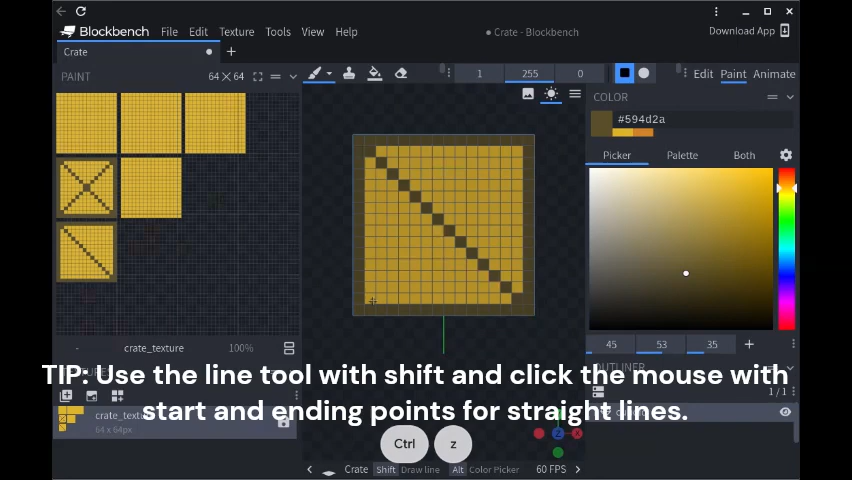 Blockbench File Edit Texture Tools View Help
Crate - Blockbench
Download App
Crate
PAINT
64 64
1 255 0
Edit Paint Animate
COLOR
#594d2a
Picker Palette Both
45 53 35
- crate_texture 100%
OUTLINER
TIP: Use the line tool with shift and click the mouse with
start and ending points for straight lines.
1 / 1
64 x 64px
Ctrl z
Crate Shift Draw line Alt Color Picker 60 FPS